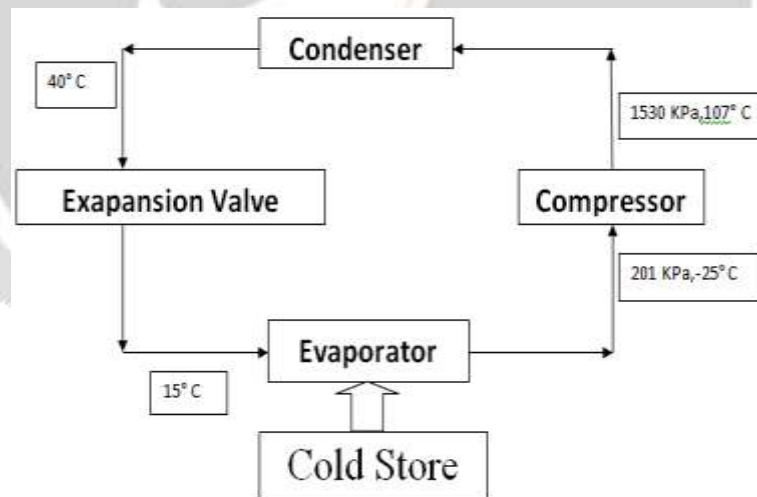 Condenser
40° C
1530 KPa,107° C
Exapansion Valve
Compressor
201 KPa,-25° C
Evaporator
15° C
Cold Store